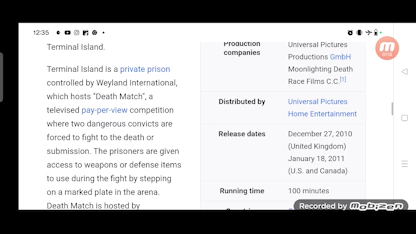 12:35
Terminal Island.
Terminal Island is a private prison
controlled by Weyland International,
which hosts "Death Match", a
televised pay-per-view competition
where two dangerous convicts are
forced to fight to the death or
submission. The prisoners are given
access to weapons or defense items
to use during the fight by stepping
on a marked plate in the arena.
Death Match is hosted by
Production
companies
Universal Pictures
Productions GmbH
Moonlighting Death
Race Films C.C.[1]
Distributed by
Universal Pictures
Home Entertainment
Release dates
December 27, 2010
(United Kingdom)
January 18, 2011
(U.S. and Canada)
Running time
100 minutes
Recorded by Mobizen